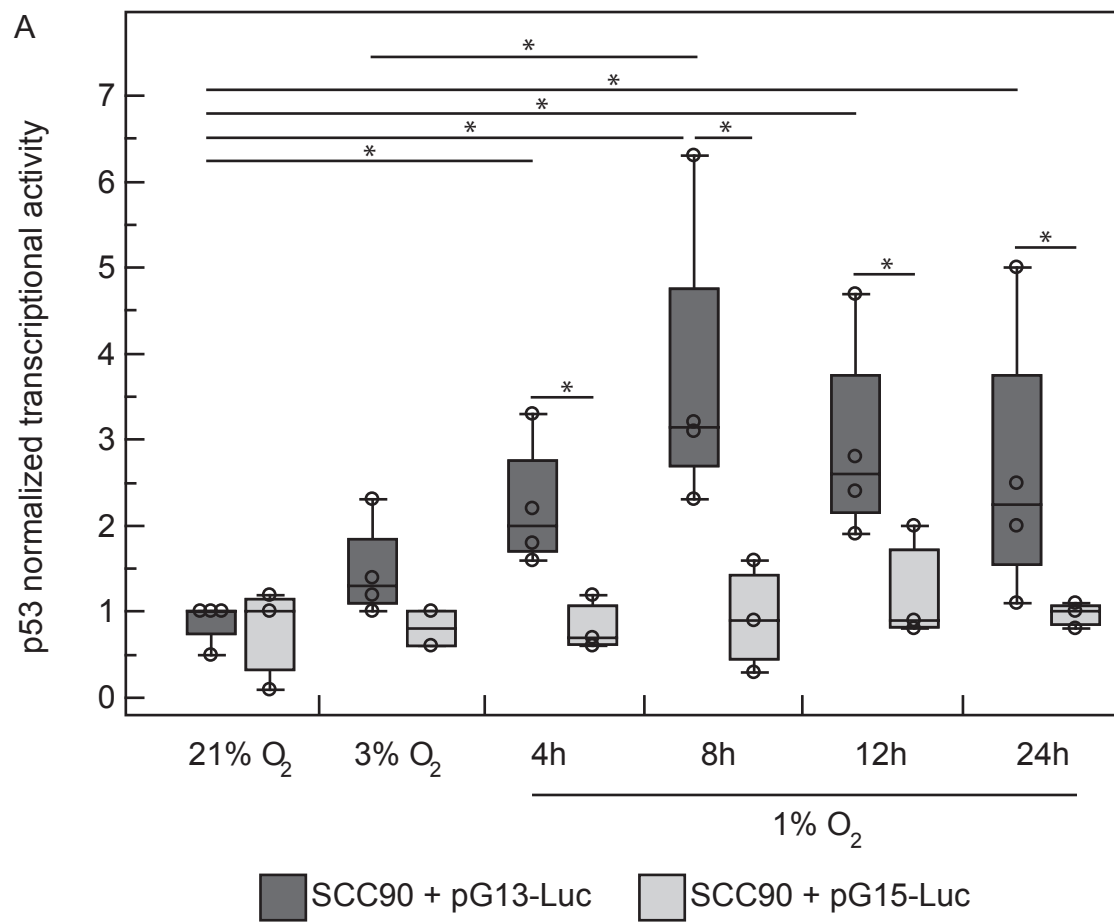 A
p53 normalized transcriptional activity
7
6
5
4
3
2
1
0
*
*
*
*
*
*
*
*
*
21% O2
3% O2
4h
8h
12h
24h
1% O2
SCC90 + pG13-Luc
SCC90 + pG15-Luc